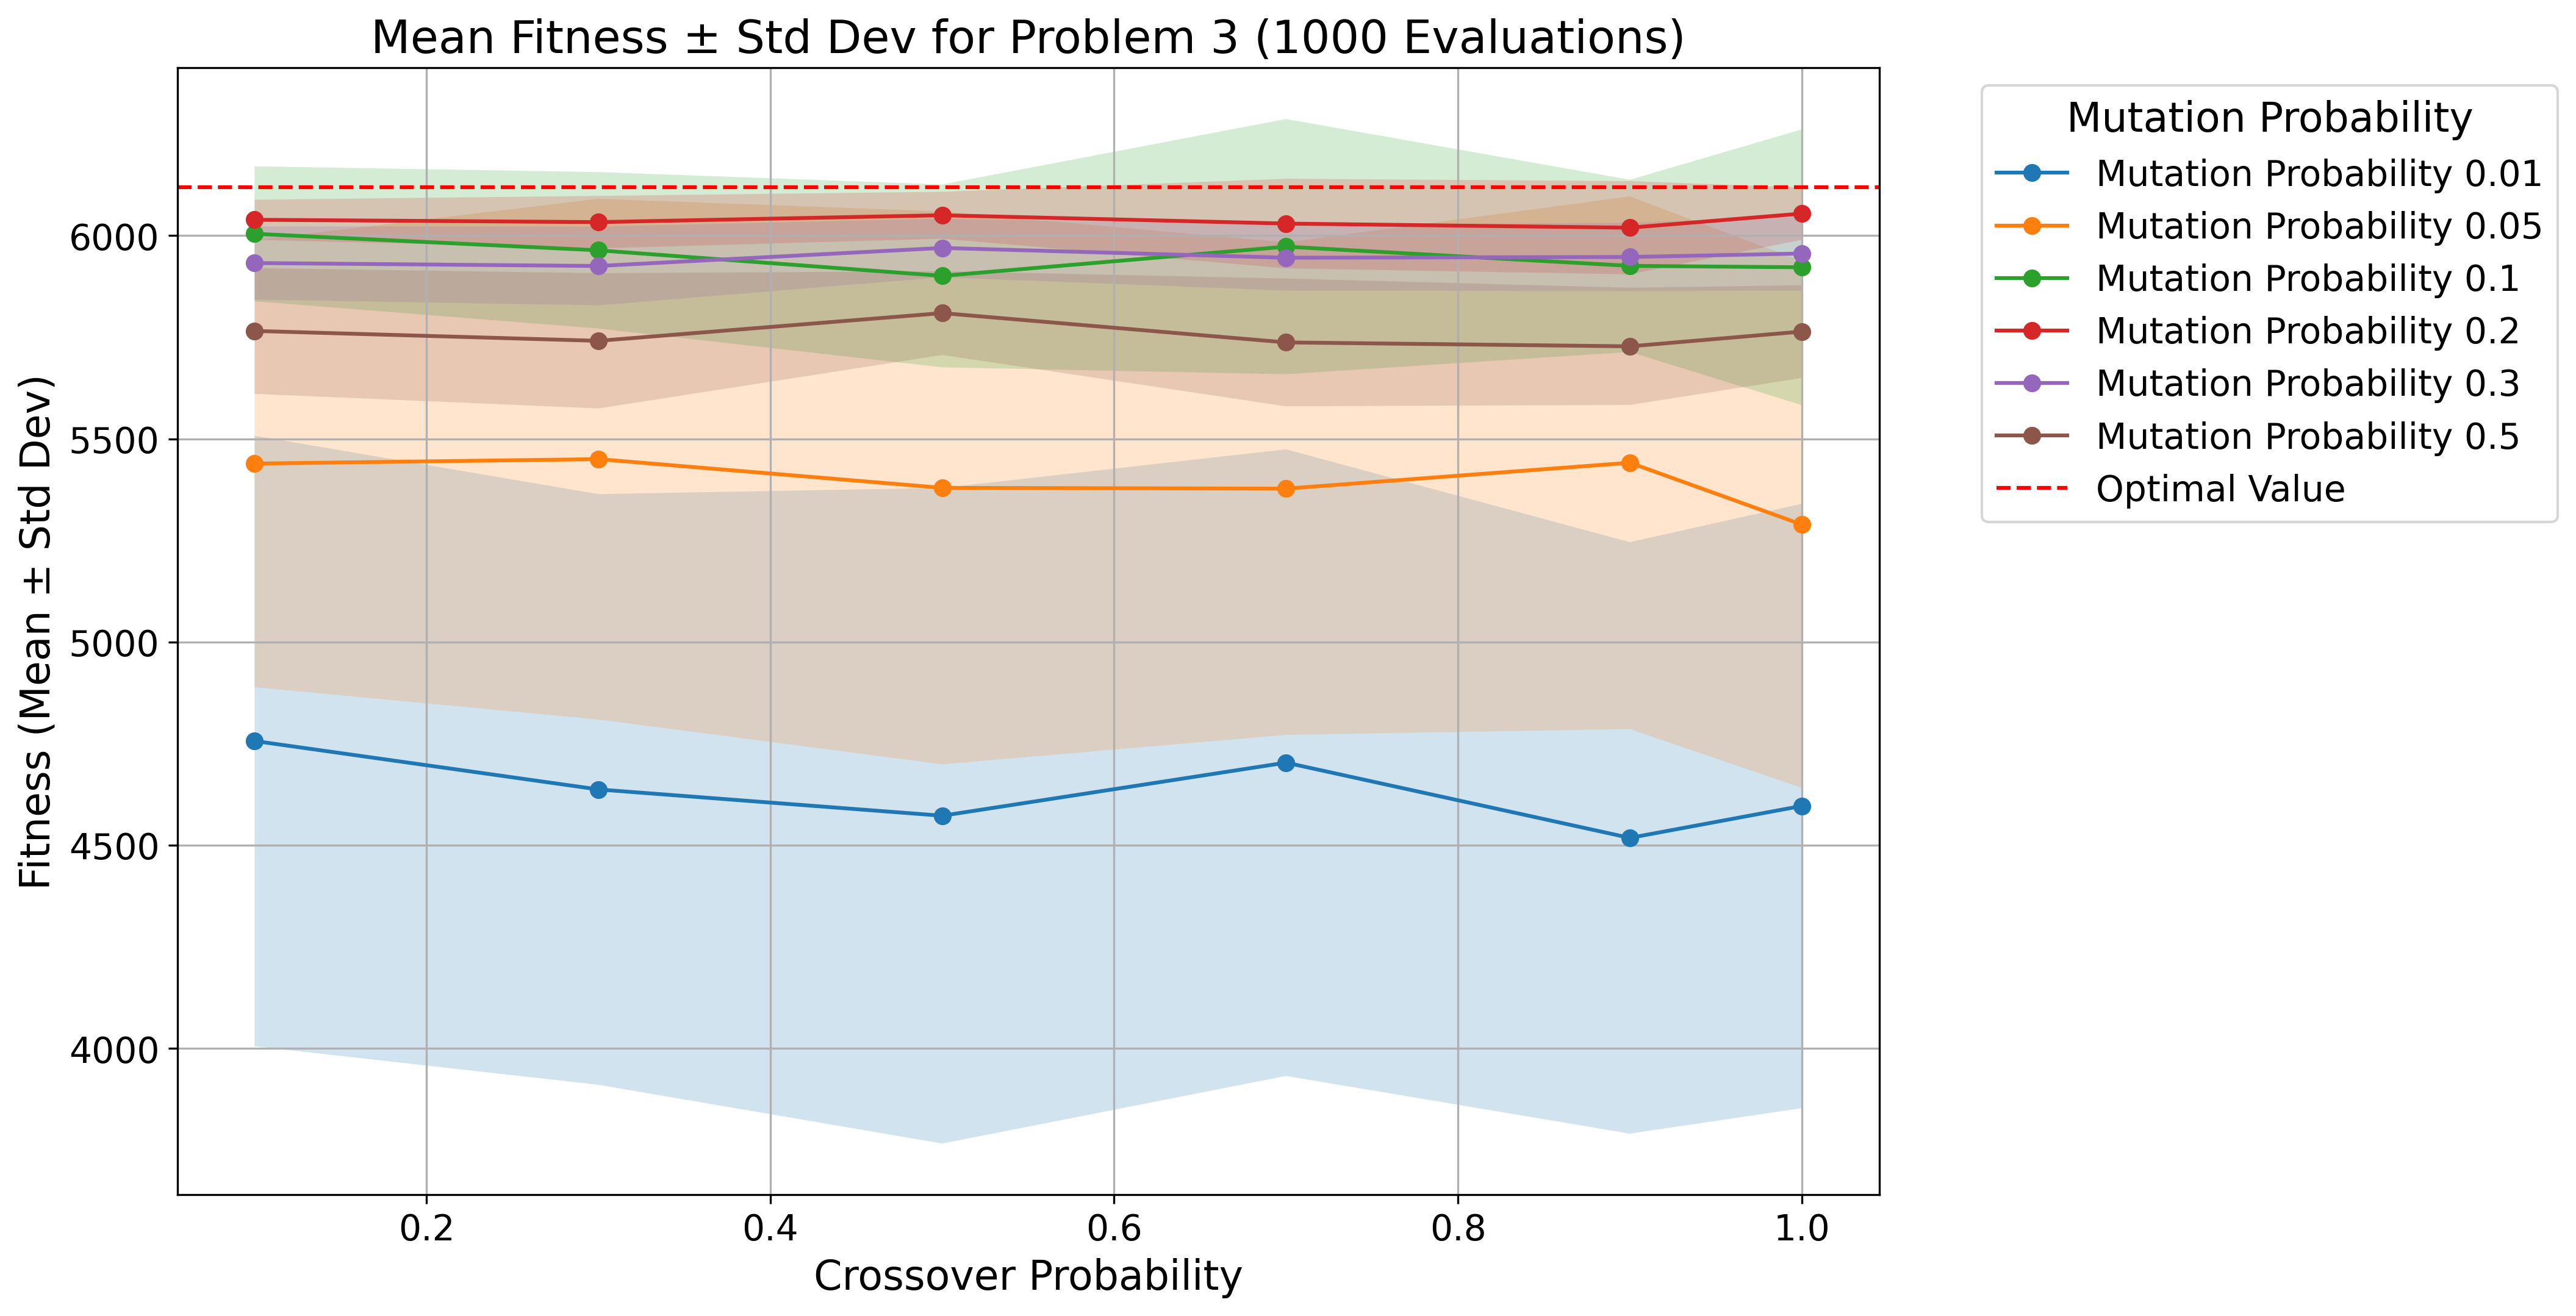 Mean Fitness ± Std Dev for Problem 3 (1000 Evaluations)
Fitness (Mean ± Std Dev)
6000
5500
5000
4500
4000
0.2
0.4
0.6
0.8
1.0
Crossover Probability
Mutation Probability
Mutation Probability 0.01
Mutation Probability 0.05
Mutation Probability 0.1
Mutation Probability 0.2
Mutation Probability 0.3
Mutation Probability 0.5
Optimal Value